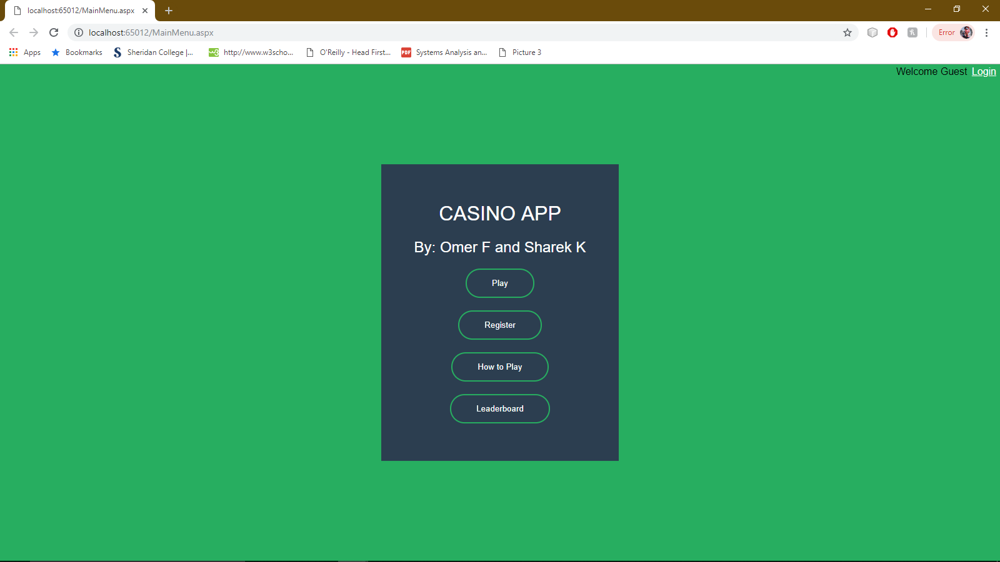 localhost:65012/MainMenu.aspx
localhost:65012/MainMenu.aspx
Error
Apps
Bookmarks
Sheridan College |...
http://www.w3scho...
O'Reilly - Head First...
PDF
Systems Analysis an...
Picture 3
Welcome Guest Login
CASINO APP
By: Omer F and Sharek K
Play
Register
How to Play
Leaderboard